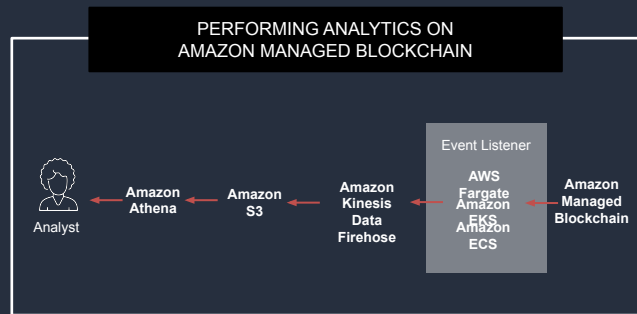 PERFORMING ANALYTICS ON
AMAZON MANAGED BLOCKCHAIN
Analyst
Amazon
Athena
Amazon
S3
Amazon
Kinesis
Data
Firehose
Event Listener
AWS
Fargate
Amazon
EKS
Amazon
ECS
Amazon
Managed
Blockchain